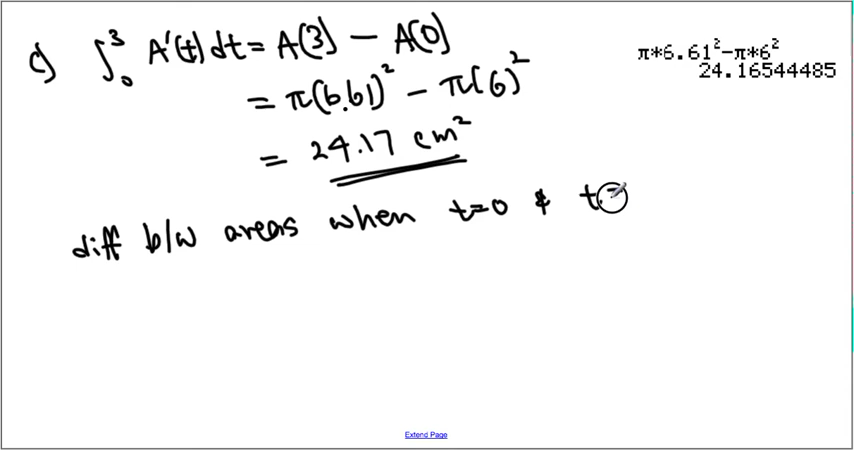 c) ∫₀³ A'(t) dt = A(3) − A(0)
= π(6.61)² − π(6)²
= 24.17 cm²
diff b/w areas when t=0 & t
π*6.61²−π*6²
24.16544485
Extend Page